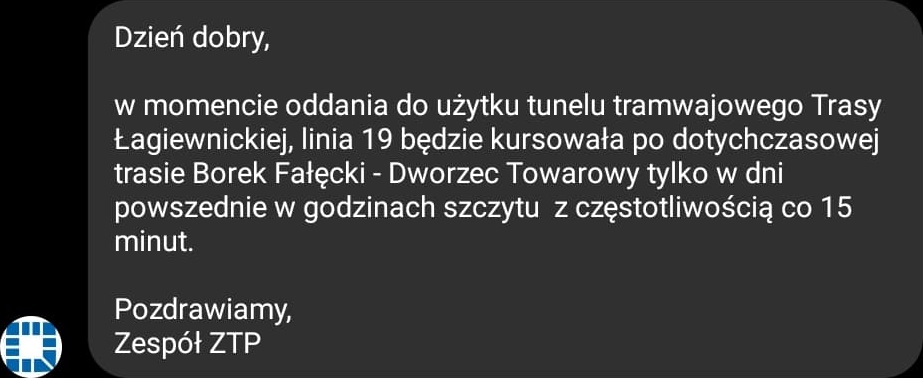 Dzień dobry,
w momencie oddania do użytku tunelu tramwajowego Trasy
Łagiewnickiej, linia 19 będzie kursowała po dotychczasowej
trasie Borek Fałęcki - Dworzec Towarowy tylko w dni
powszednie w godzinach szczytu  z częstotliwością co 15
minut.
Pozdrawiamy,
Zespół ZTP